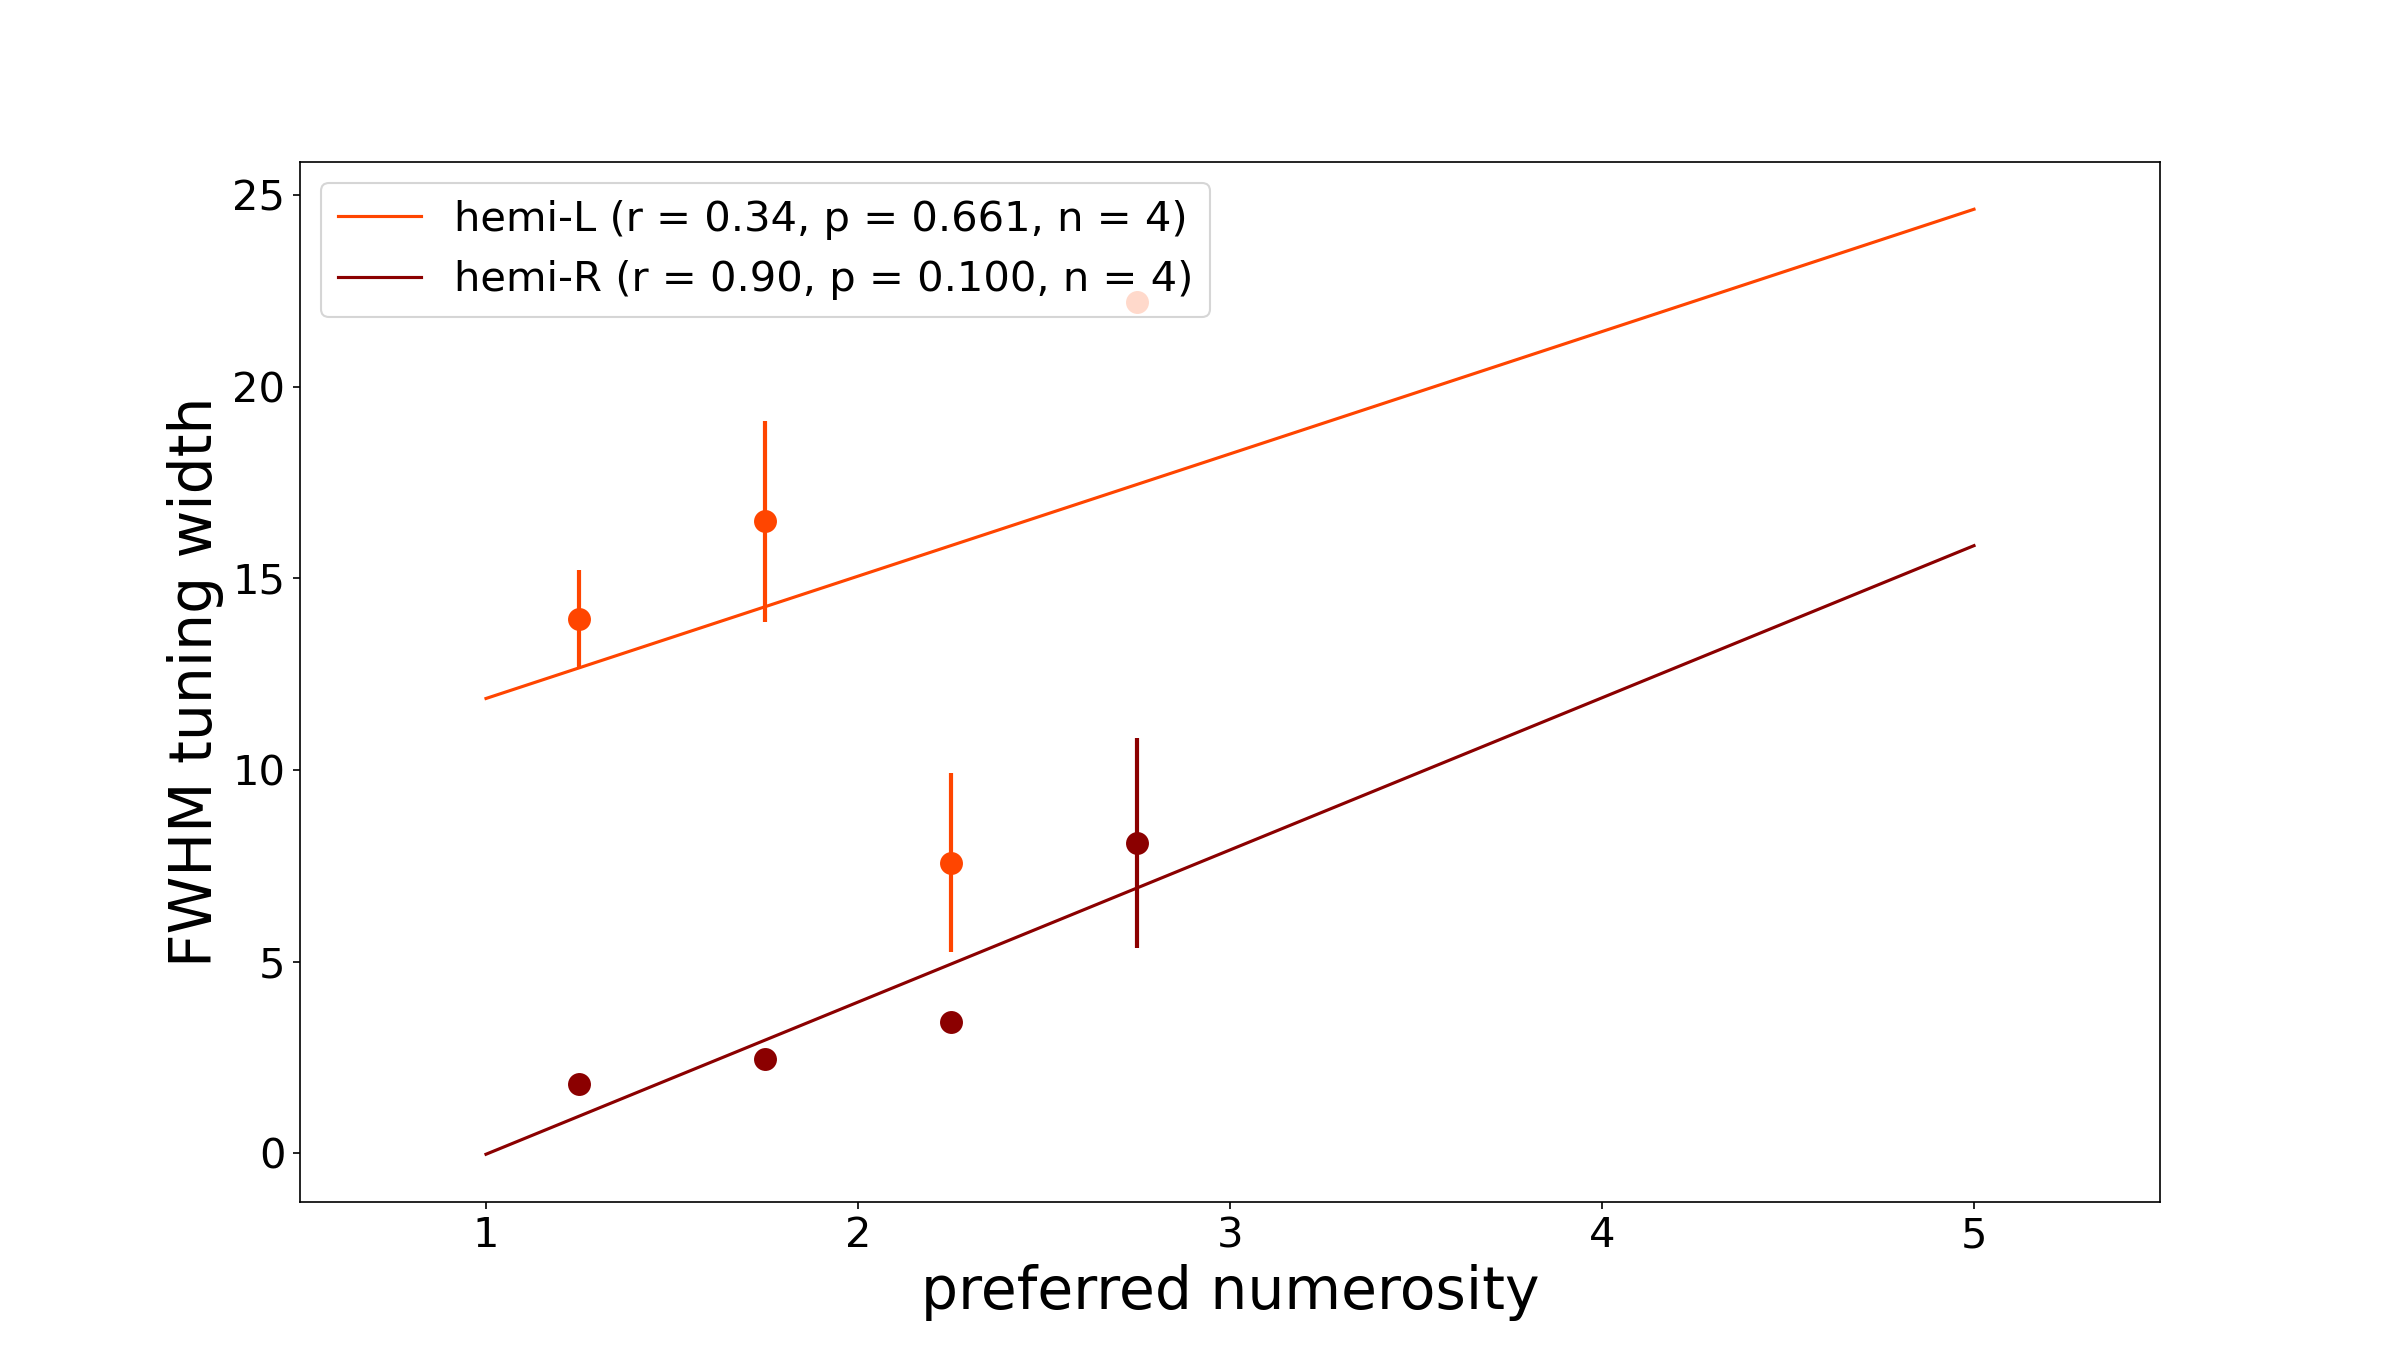 hemi-L (r = 0.34, p = 0.661, n = 4)
hemi-R (r = 0.90, p = 0.100, n = 4)
FWHM tuning width
25
20
15
10
5
0
1 2 3 4 5
preferred numerosity